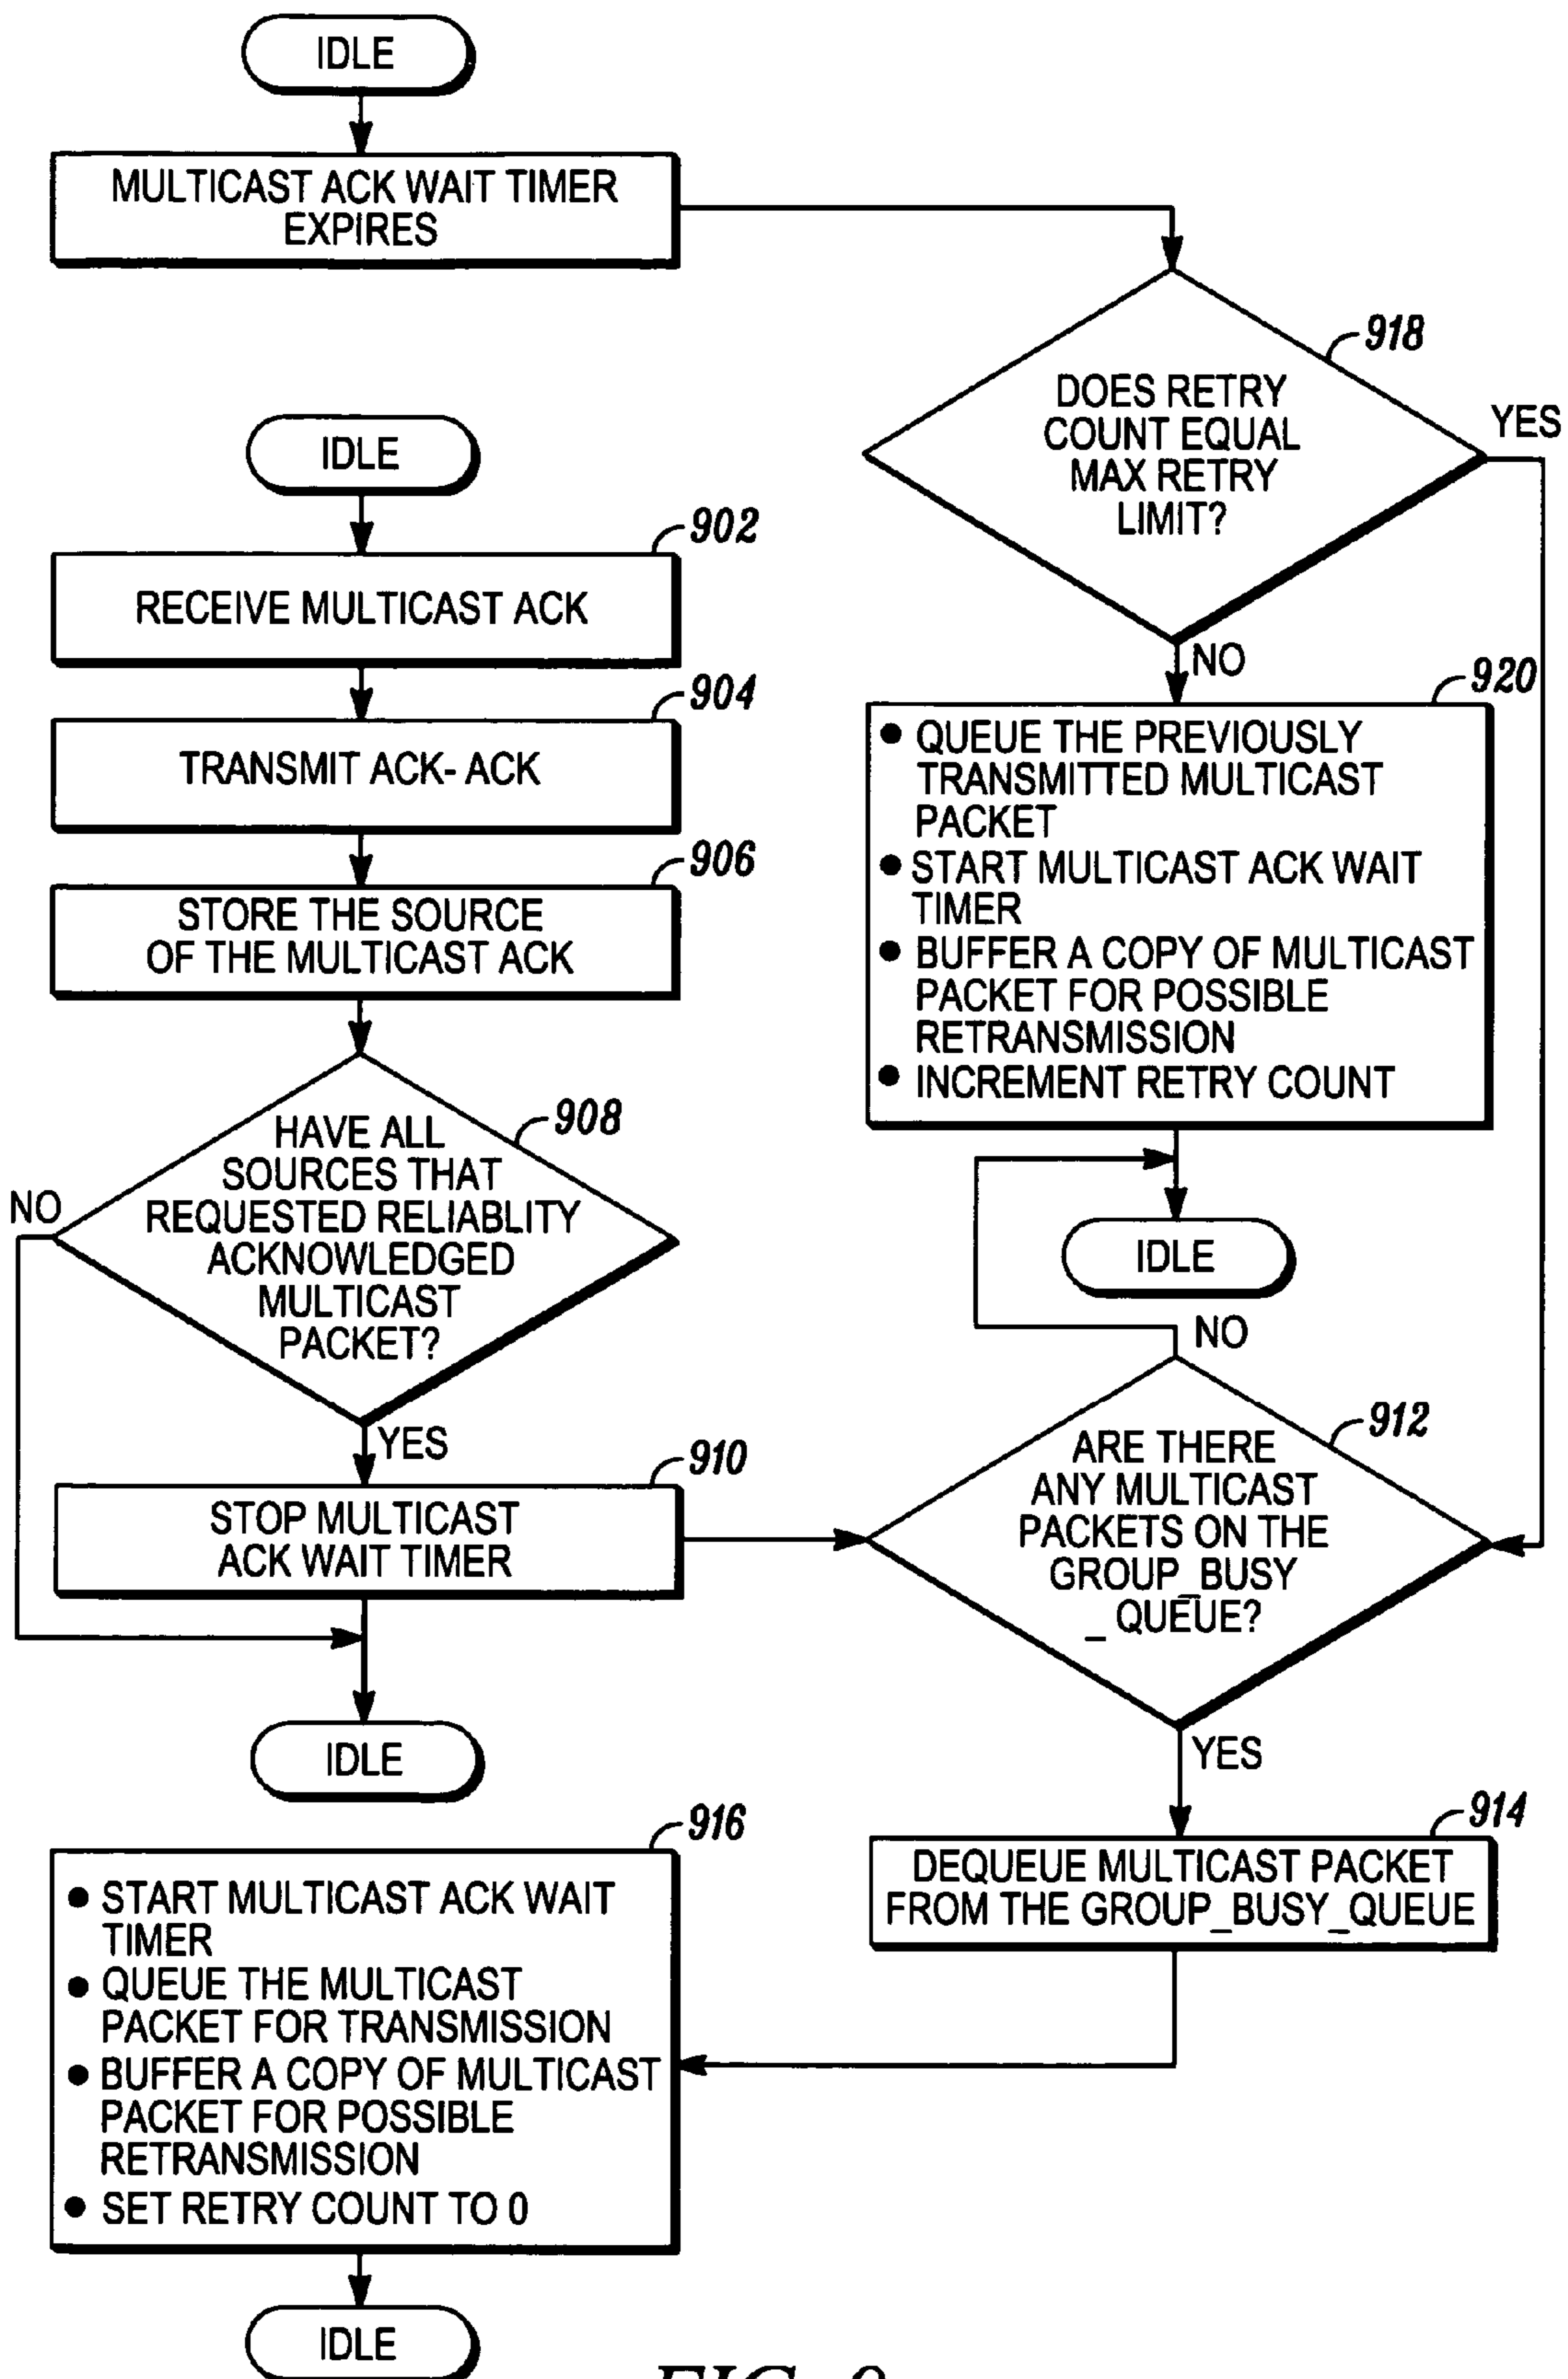 IDLE
MULTICAST ACK WAIT TIMER
EXPIRES
918
DOES RETRY
COUNT EQUAL
MAX RETRY
LIMIT?
YES
NO
IDLE
902
RECEIVE MULTICAST ACK
904
TRANSMIT ACK- ACK
906
STORE THE SOURCE
OF THE MULTICAST ACK
908
HAVE ALL
SOURCES THAT
REQUESTED RELIABLITY
ACKNOWLEDGED
MULTICAST
PACKET?
NO
YES
910
STOP MULTICAST
ACK WAIT TIMER
IDLE
920
● QUEUE THE PREVIOUSLY
TRANSMITTED MULTICAST
PACKET
● START MULTICAST ACK WAIT
TIMER
● BUFFER A COPY OF MULTICAST
PACKET FOR POSSIBLE
RETRANSMISSION
● INCREMENT RETRY COUNT
IDLE
NO
912
ARE THERE
ANY MULTICAST
PACKETS ON THE
GROUP_BUSY
_QUEUE?
YES
914
DEQUEUE MULTICAST PACKET
FROM THE GROUP_BUSY_QUEUE
916
● START MULTICAST ACK WAIT
TIMER
● QUEUE THE MULTICAST
PACKET FOR TRANSMISSION
● BUFFER A COPY OF MULTICAST
PACKET FOR POSSIBLE
RETRANSMISSION
● SET RETRY COUNT TO 0
IDLE